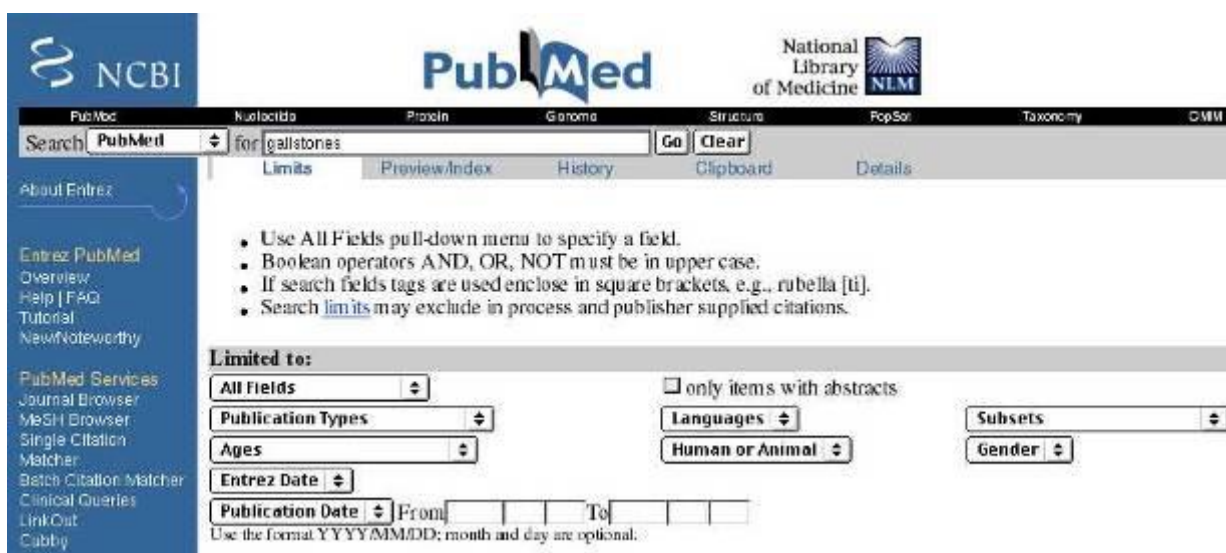 NCBI
PubMed
National
Library
of Medicine NLM
PubMed Nucleotide Protein Genome Structure PopSet Taxonomy OMIM
Search PubMed for gallstones Go Clear
Limits Preview/Index History Clipboard Details
About Entrez
Use All Fields pull-down menu to specify a field.
Boolean operators AND, OR, NOT must be in upper case.
If search fields tags are used enclose in square brackets, e.g., rubella [ti].
Search limits may exclude in process and publisher supplied citations.
Entrez PubMed
Overview
Help | FAQ
Tutorial
New/Noteworthy
PubMed Services
Journal Browser
MeSH Browser
Single Citation
Matcher
Batch Citation Matcher
Clinical Queries
LinkOut
Cubby
Limited to:
All Fields only items with abstracts
Publication Types Languages Subsets
Ages Human or Animal Gender
Entrez Date
Publication Date From To
Use the format YYYY/MM/DD; month and day are optional.